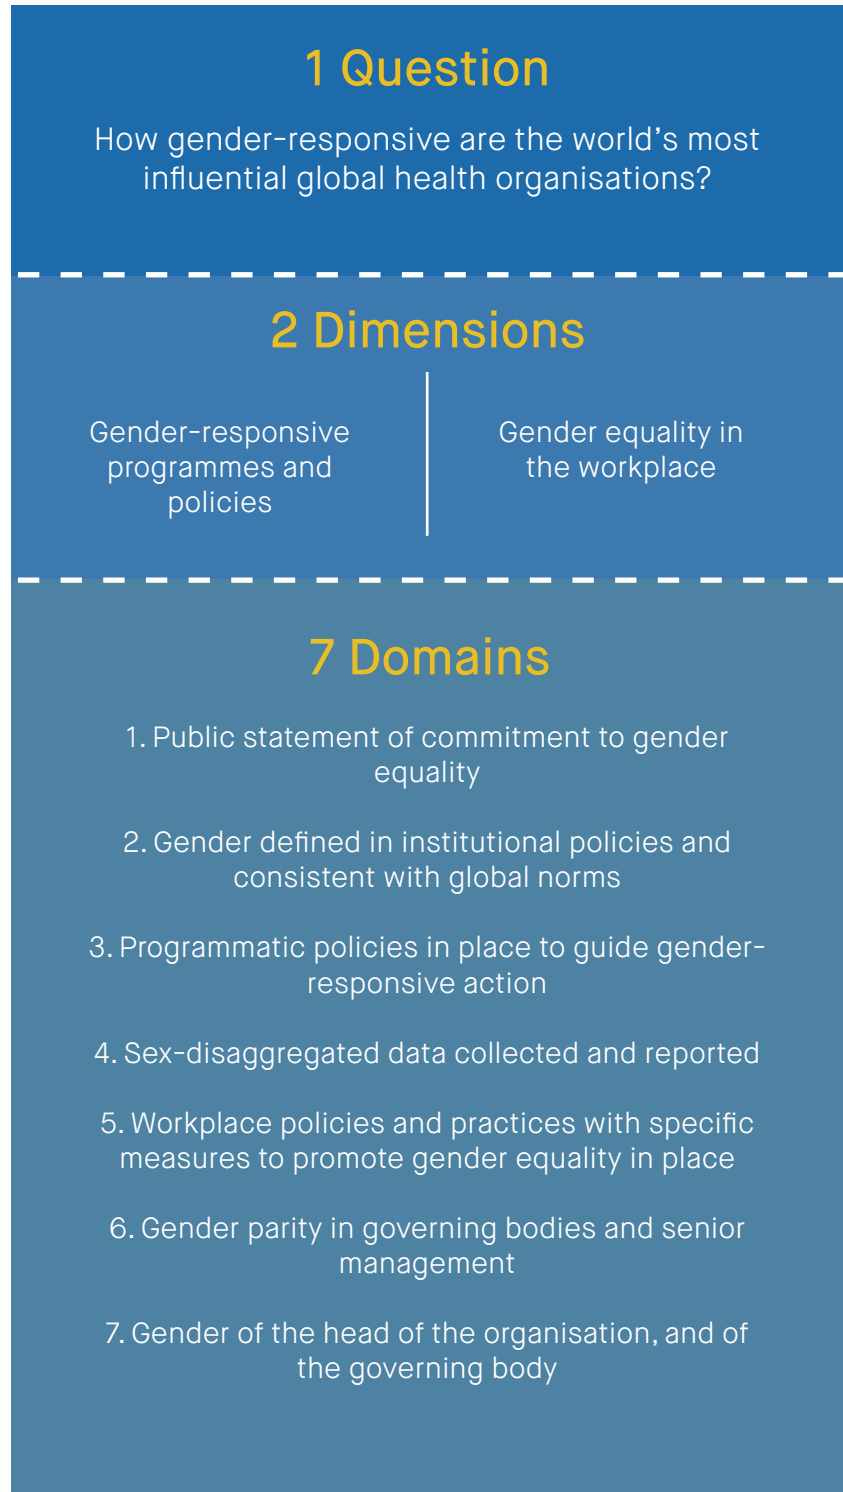 1 Question
How gender-responsive are the world's most
influential global health organisations?
2 Dimensions
Gender-responsive
programmes and
policies
Gender equality in
the workplace
7 Domains
1. Public statement of commitment to gender
equality
2. Gender defined in institutional policies and
consistent with global norms
3. Programmatic policies in place to guide gender-
responsive action
4. Sex-disaggregated data collected and reported
5. Workplace policies and practices with specific
measures to promote gender equality in place
6. Gender parity in governing bodies and senior
management
7. Gender of the head of the organisation, and of
the governing body